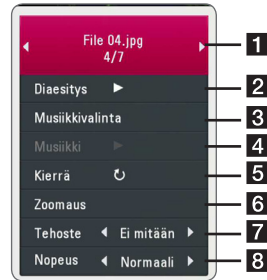 File 04.jpg
4/7
1
Diaesitys
2
Musiikkivalinta
3
Musiikki
4
Kierrä
5
Zoomaus
6
Tehoste Ei mitään
7
Nopeus Normaali
8